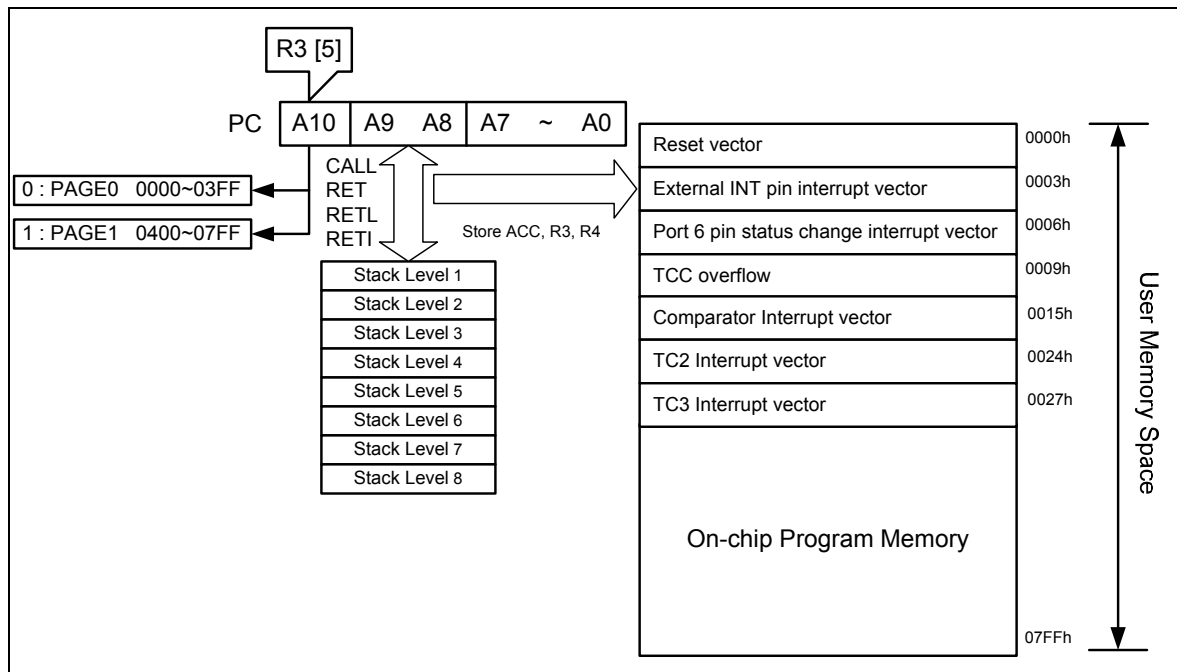 R3 [5]
PC A10 A9 A8 A7 ~ A0
0 : PAGE0 0000~03FF
1 : PAGE1 0400~07FF
CALL
RET
RETL
RETI
Store ACC, R3, R4
Stack Level 1
Stack Level 2
Stack Level 3
Stack Level 4
Stack Level 5
Stack Level 6
Stack Level 7
Stack Level 8
Reset vector 0000h
External INT pin interrupt vector 0003h
Port 6 pin status change interrupt vector 0006h
TCC overflow 0009h
Comparator Interrupt vector 0015h
TC2 Interrupt vector 0024h
TC3 Interrupt vector 0027h
On-chip Program Memory
07FFh
User Memory Space